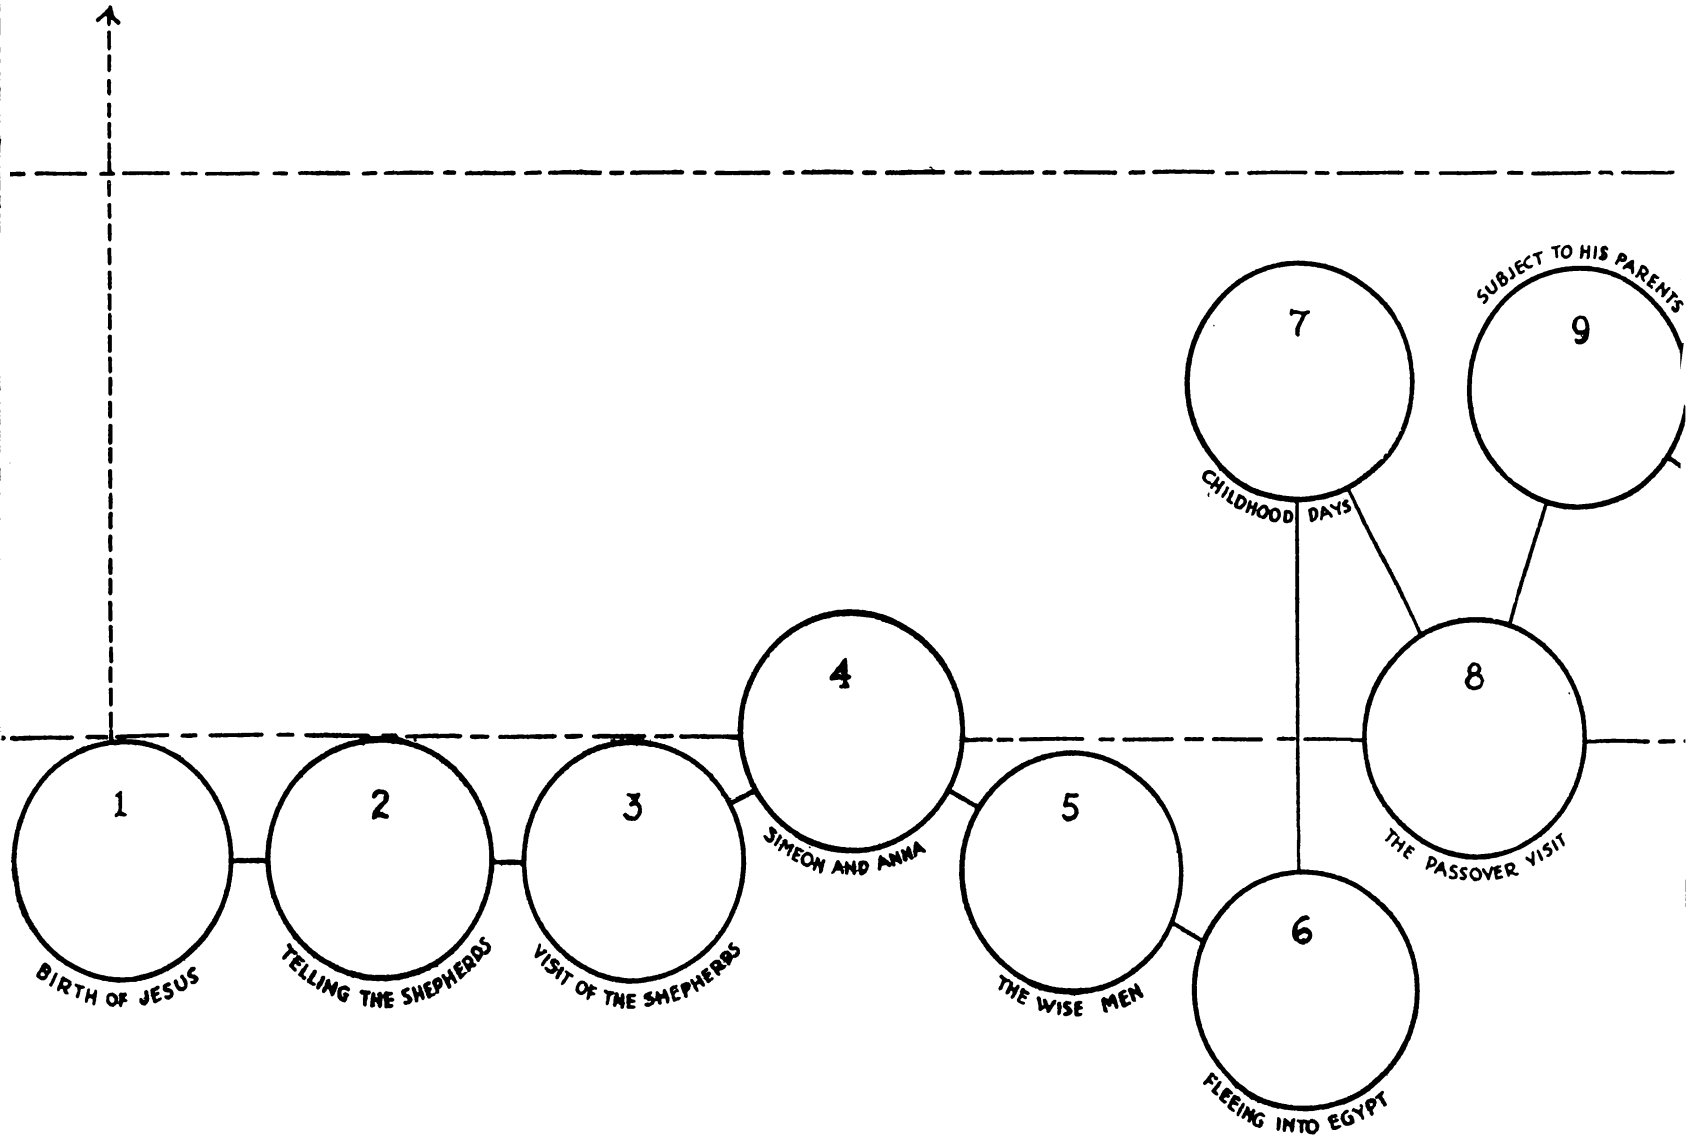 1
BIRTH OF JESUS
2
TELLING THE SHEPHERDS
3
VISIT OF THE SHEPHERDS
4
SIMEON AND ANNA
5
THE WISE MEN
6
FLEEING INTO EGYPT
7
CHILDHOOD DAYS
8
THE PASSOVER VISIT
SUBJECT TO HIS PARENTS
9